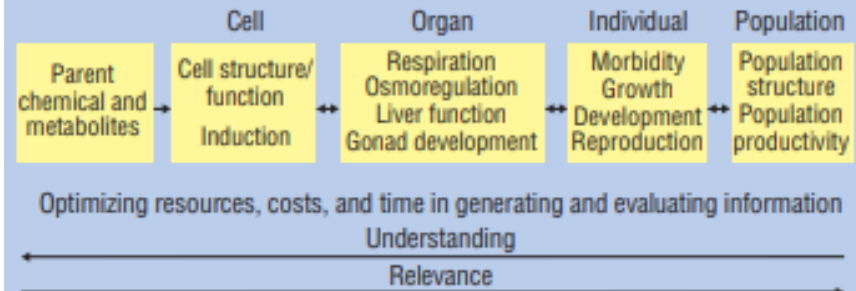 Cell
Organ
Individual
Population
Parent
chemical and
metabolites
Cell structure/
function
Induction
Respiration
Osmoregulation
Liver function
Gonad development
Morbidity
Growth
Development
Reproduction
Population
structure
Population
productivity
Optimizing resources, costs, and time in generating and evaluating information
Understanding
Relevance